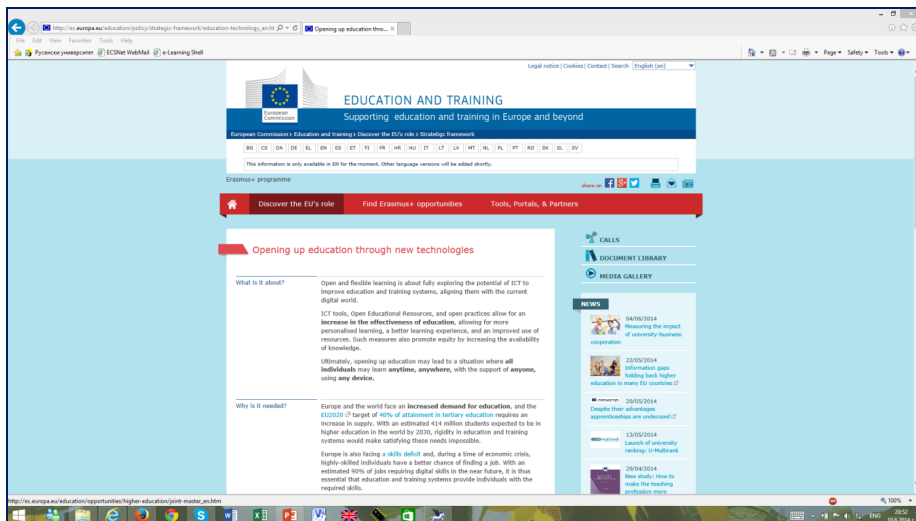 http://ec.europa.eu/education/policy/strategic-framework/education-technology_en.ht
Opening up education thro...
File Edit View Favorites Tools Help
Русенски университет ECSNet WebMail e-Learning Shell
Page Safety Tools
Legal notice | Cookies | Contact | Search English (en)
European
Commission
EDUCATION AND TRAINING
Supporting education and training in Europe and beyond
European Commission > Education and training > Discover the EU's role > Stratetigc framework
BG CS DA DE EL EN ES ET FI FR HR HU IT LT LV MT NL PL PT RO SK SL SV
This information is only available in EN for the moment. Other language versions will be added shortly.
Erasmus+ programme
share on
Discover the EU's role Find Erasmus+ opportunities Tools, Portals, & Partners
Opening up education through new technologies
What is it about?
Open and flexible learning is about fully exploring the potential of ICT to
improve education and training systems, aligning them with the current
digital world.
ICT tools, Open Educational Resources, and open practices allow for an
increase in the effectiveness of education, allowing for more
personalised learning, a better learning experience, and an improved use of
resources. Such measures also promote equity by increasing the availability
of knowledge.
Ultimately, opening up education may lead to a situation where all
individuals may learn anytime, anywhere, with the support of anyone,
using any device.
Why is it needed?
Europe and the world face an increased demand for education, and the
EU2020 target of 40% of attainment in tertiary education requires an
increase in supply. With an estimated 414 million students expected to be in
higher education in the world by 2030, rigidity in education and training
systems would make satisfying these needs impossible.
Europe is also facing a skills deficit and, during a time of economic crisis,
highly-skilled individuals have a better chance of finding a job. With an
estimated 90% of jobs requiring digital skills in the near future, it is thus
essential that education and training systems provide individuals with the
required skills.
CALLS
DOCUMENT LIBRARY
MEDIA GALLERY
NEWS
04/06/2014
Measuring the impact
of university-business
cooperation
22/05/2014
Information gaps
holding back higher
education in many EU countries
20/05/2014
Despite their advantages
apprenticeships are underused
13/05/2014
Launch of university
ranking: U-Multirank
29/04/2014
New study: How to
make the teaching
profession more
http://ec.europa.eu/education/opportunities/higher-education/joint-master_en.htm
100%
ENG
20:52
10.6.2014